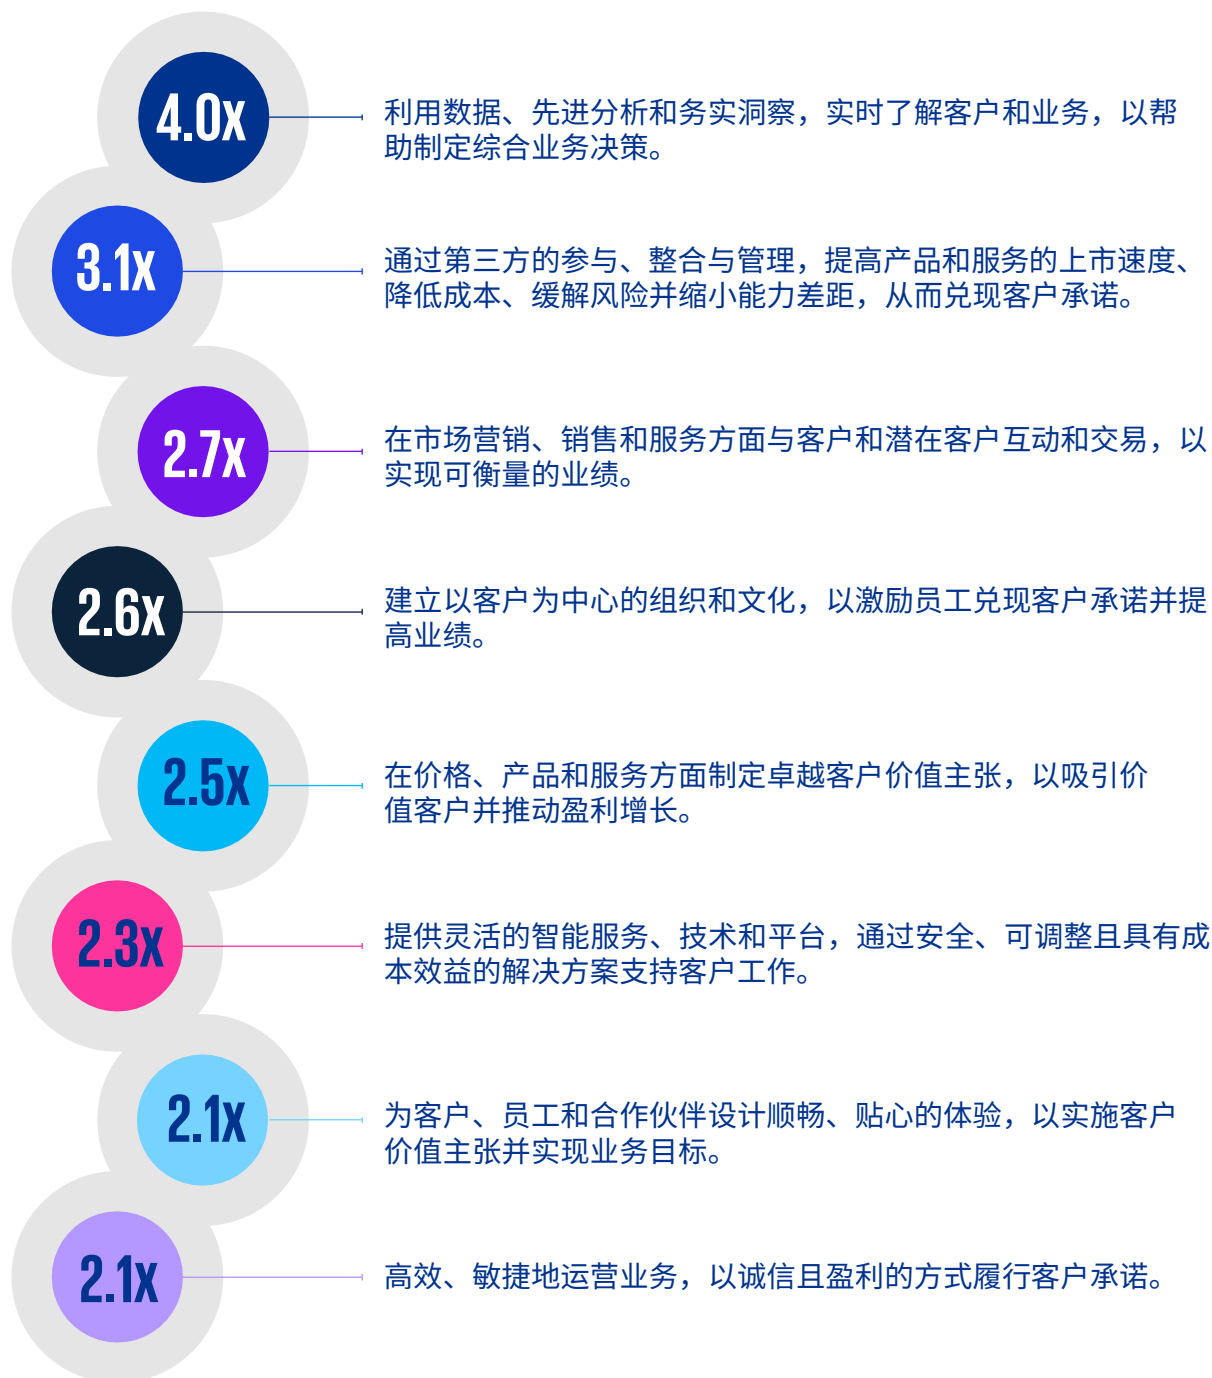 4.0x
利用数据、先进分析和务实洞察，实时了解客户和业务，以帮
助制定综合业务决策。
3.1x
通过第三方的参与、整合与管理，提高产品和服务的上市速度、
降低成本、缓解风险并缩小能力差距，从而兑现客户承诺。
2.7x
在市场营销、销售和服务方面与客户和潜在客户互动和交易，以
实现可衡量的业绩。
2.6x
建立以客户为中心的组织和文化，以激励员工兑现客户承诺并提
高业绩。
2.5x
在价格、产品和服务方面制定卓越客户价值主张，以吸引价
值客户并推动盈利增长。
2.3x
提供灵活的智能服务、技术和平台，通过安全、可调整且具有成
本效益的解决方案支持客户工作。
2.1x
为客户、员工和合作伙伴设计顺畅、贴心的体验，以实施客户
价值主张并实现业务目标。
2.1x
高效、敏捷地运营业务，以诚信且盈利的方式履行客户承诺。